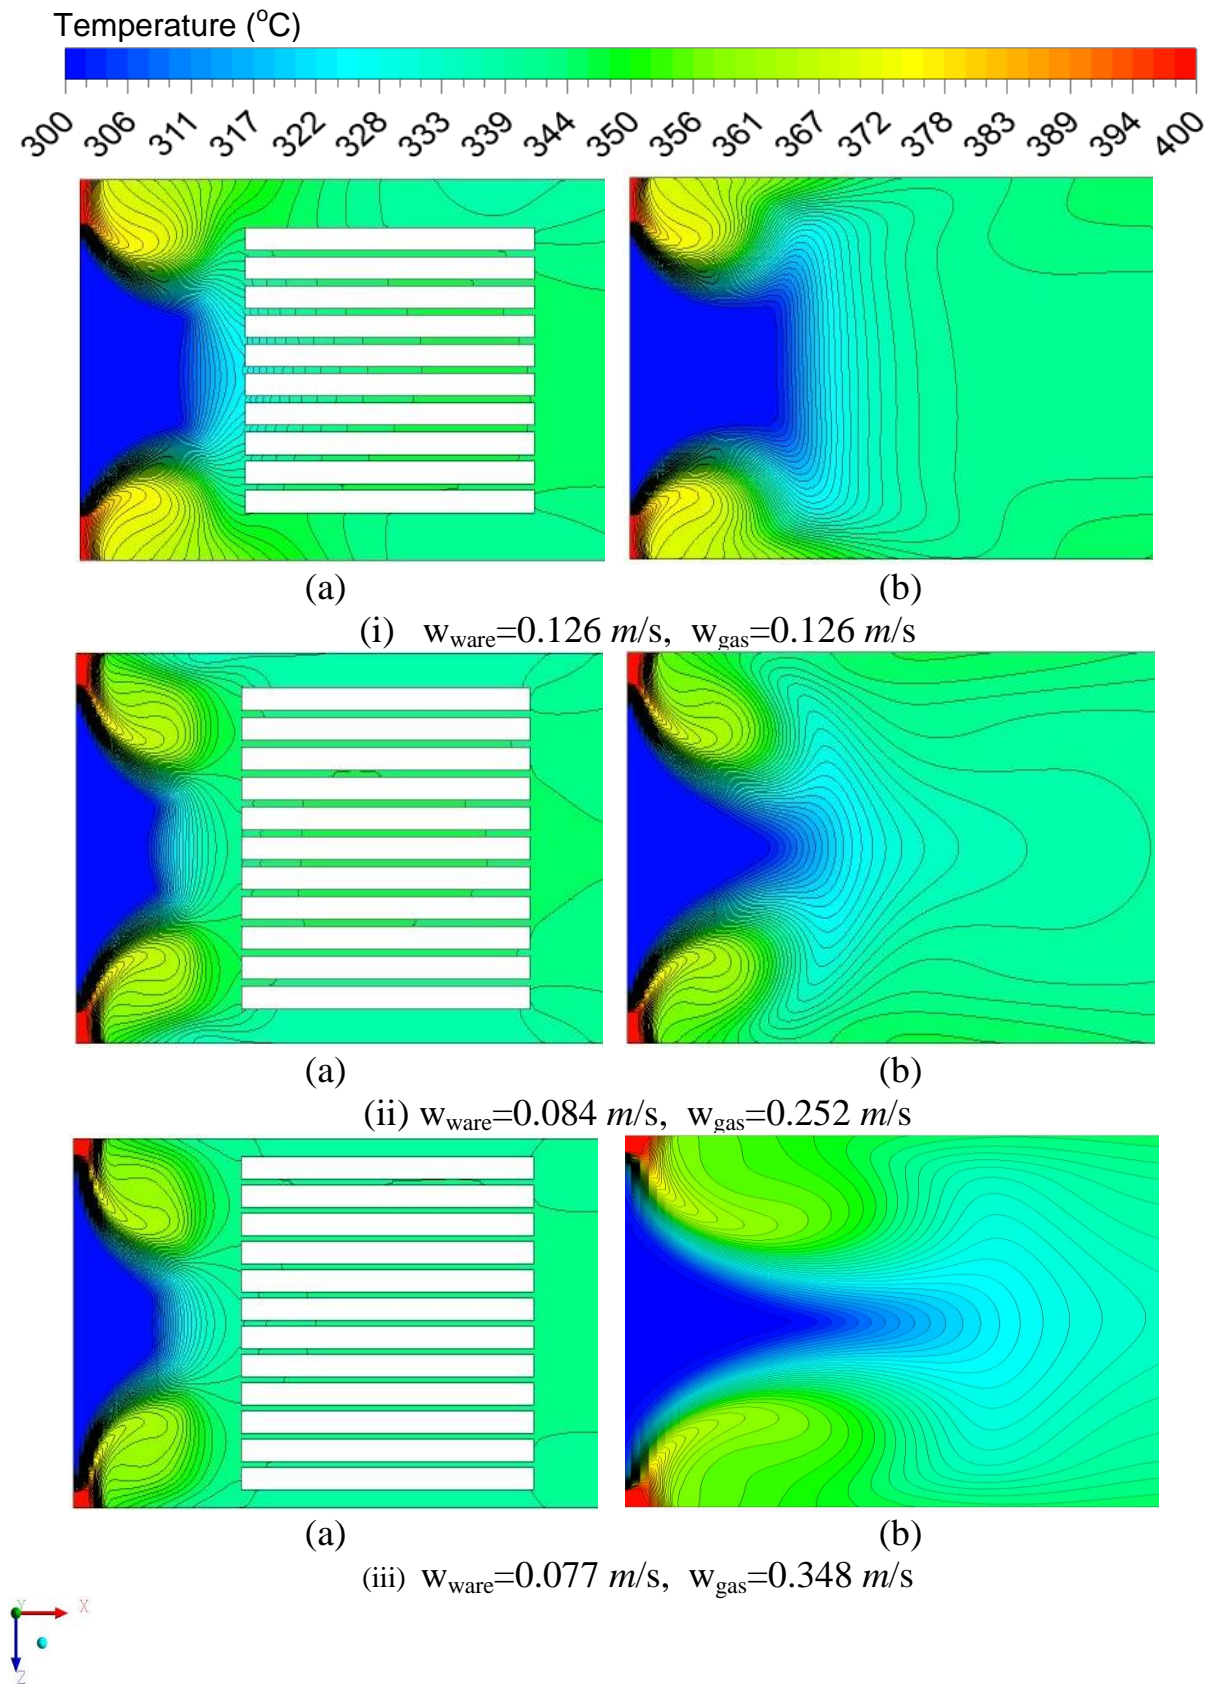 Temperature (°C)
300 306 311 317 322 328 333 339 344 350 356 361 367 372 378 383 389 394 400
(a) (b)
(i) w_ware=0.126 m/s, w_gas=0.126 m/s
(a) (b)
(ii) w_ware=0.084 m/s, w_gas=0.252 m/s
(a) (b)
(iii) w_ware=0.077 m/s, w_gas=0.348 m/s
Y X
Z